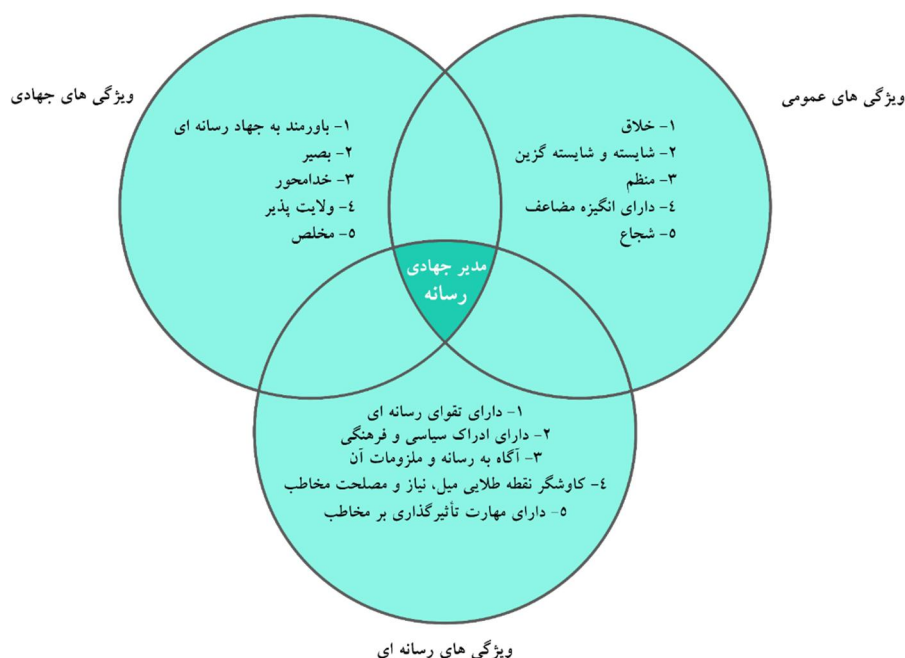 ویژگی های عمومی
۱- خلاق
۲- شایسته و شایسته گزین
۳- منظم
۴- دارای انگیزه مضاعف
۵- شجاع
ویژگی های جهادی
۱- باورمند به جهاد رسانه ای
۲- بصیر
۳- خدامحور
۴- ولایت پذیر
۵- مخلص
مدیر جهادی
رسانه
۱- دارای تقوای رسانه ای
۲- دارای ادراک سیاسی و فرهنگی
۳- آگاه به رسانه و ملزومات آن
۴- کاوشگر نقطه طلایی میل، نیاز و مصلحت مخاطب
۵- دارای مهارت تأثیرگذاری بر مخاطب
ویژگی های رسانه ای